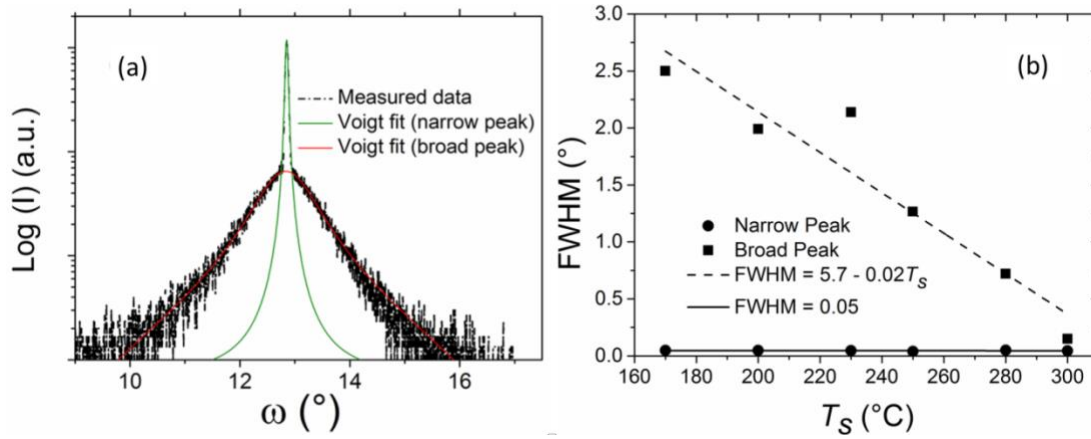 (a)
Measured data
Voigt fit (narrow peak)
Voigt fit (broad peak)
Log (I) (a.u.)
10 12 14 16
ω (°)
(b)
3.0
2.5
2.0
1.5
1.0
0.5
0.0
FWHM (°)
Narrow Peak
Broad Peak
FWHM = 5.7 - 0.02Ts
FWHM = 0.05
160 180 200 220 240 260 280 300
Ts (°C)